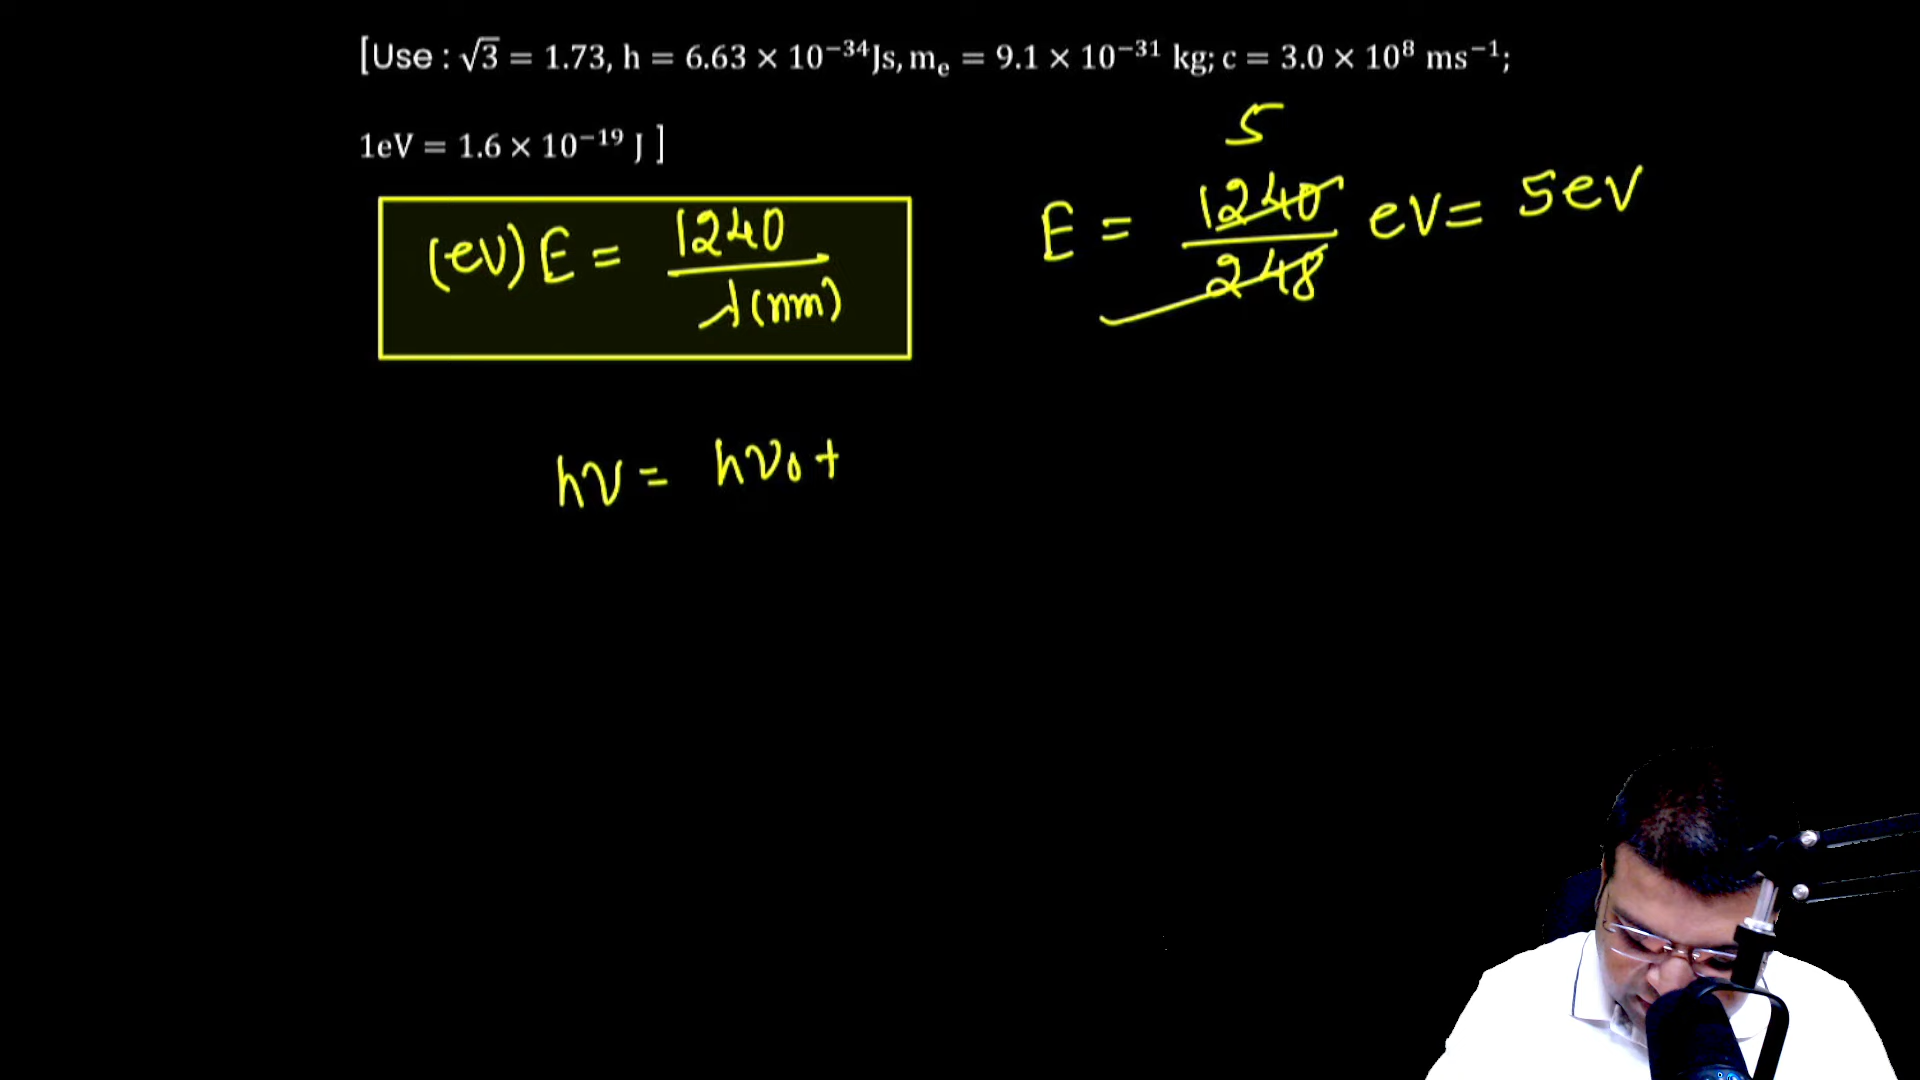 [Use : √3 = 1.73, h = 6.63 × 10⁻³⁴Js, mₑ = 9.1 × 10⁻³¹ kg; c = 3.0 × 10⁸ ms⁻¹;
1eV = 1.6 × 10⁻¹⁹ J ]
(eV) E = 1240 / λ(nm)
5
E = 1240 / 248 eV = 5eV
hν = hν₀ +